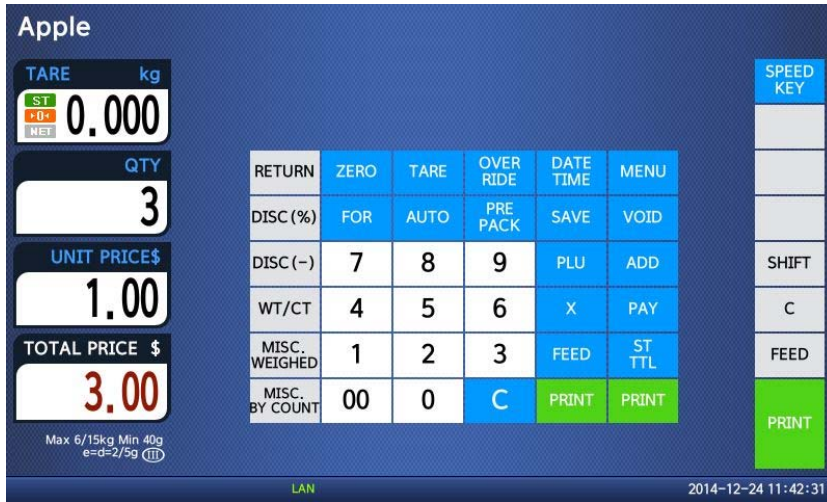 Apple
TARE kg
ST
0
NET
0.000
QTY
3
UNIT PRICE$
1.00
TOTAL PRICE $
3.00
Max 6/15kg Min 40g
e=d=2/5g III
RETURN ZERO TARE OVER RIDE DATE TIME MENU
DISC(%) FOR AUTO PRE PACK SAVE VOID
DISC(-) 7 8 9 PLU ADD
WT/CT 4 5 6 X PAY
MISC. WEIGHED 1 2 3 FEED ST TTL
MISC. BY COUNT 00 0 C PRINT PRINT
SPEED
KEY
SHIFT
C
FEED
PRINT
LAN
2014-12-24 11:42:31